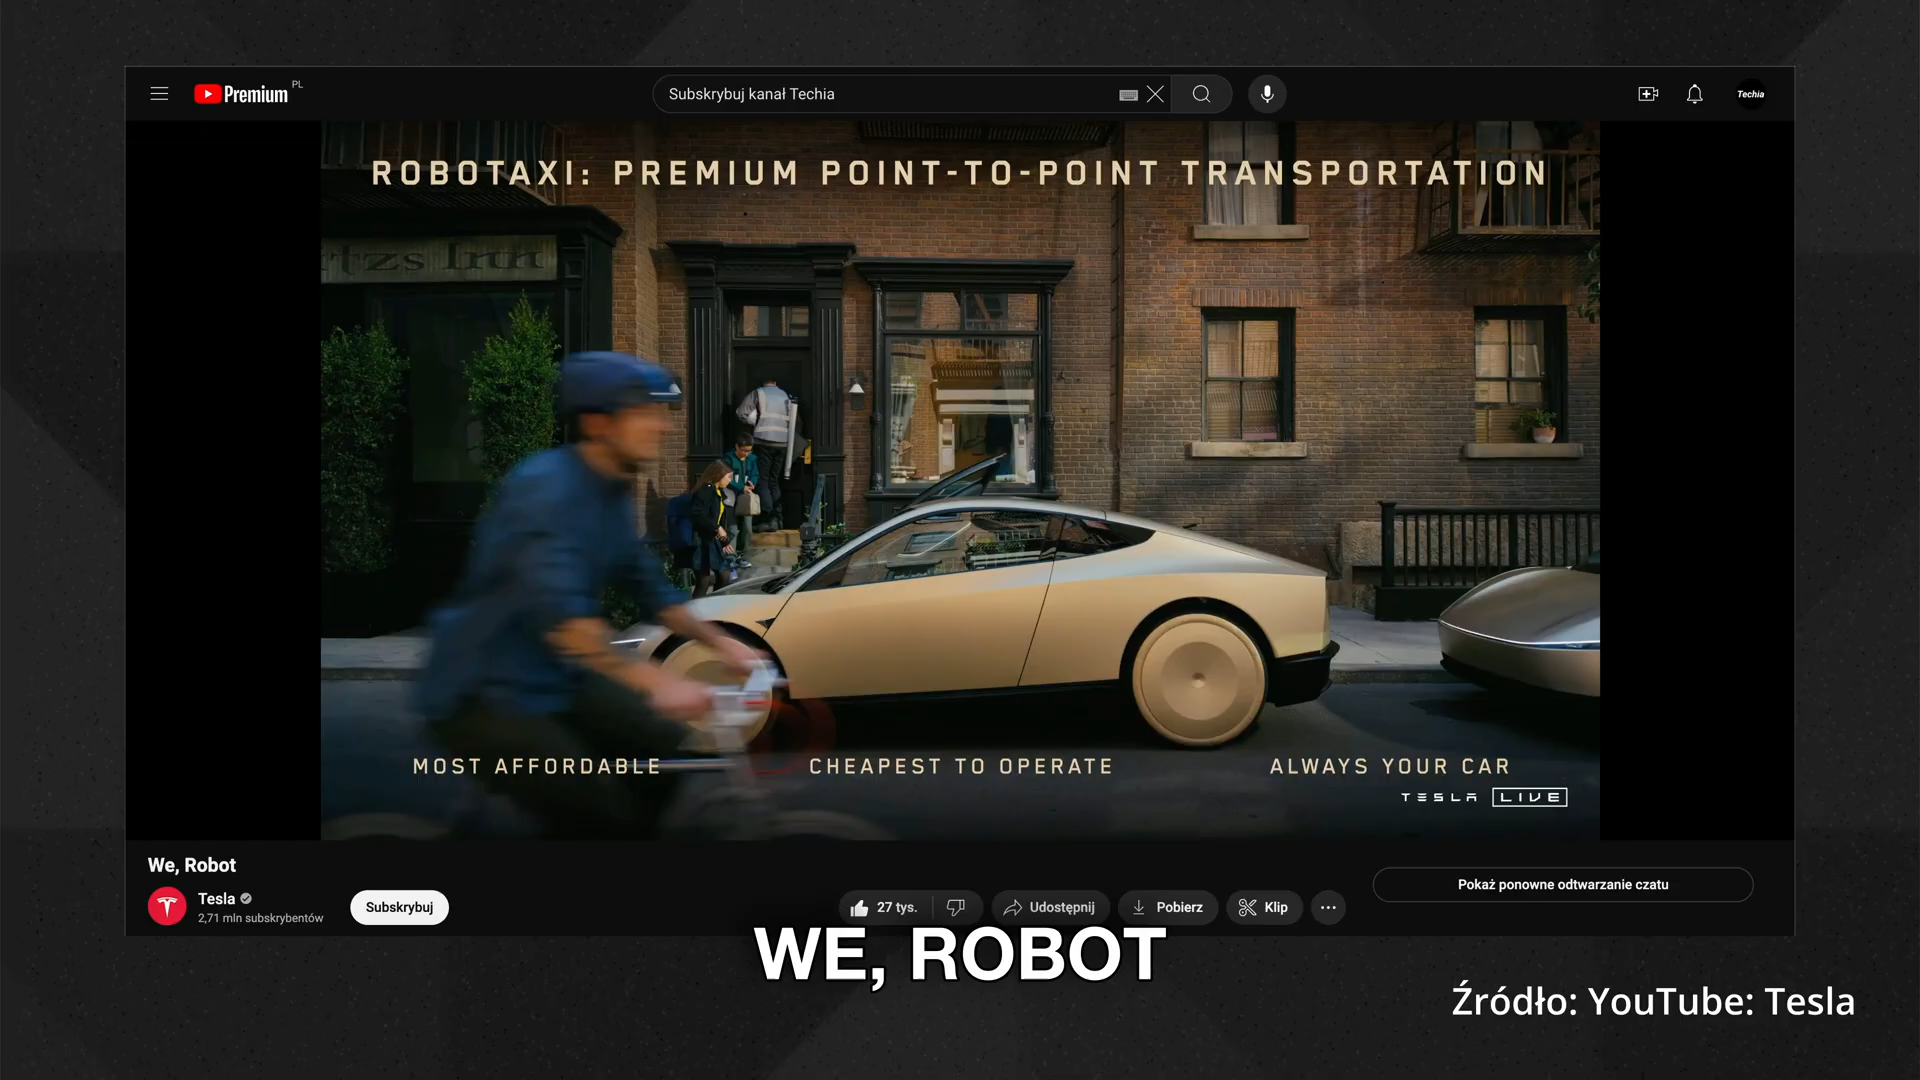 Premium PL
Subskrybuj kanał Techia
Techia
ROBOTAXI: PREMIUM POINT-TO-POINT TRANSPORTATION
tzs Inn
MOST AFFORDABLE CHEAPEST TO OPERATE ALWAYS YOUR CAR
TESLA LIVE
We, Robot
Tesla
2,71 mln subskrybentów
Subskrybuj
27 tys.
Udostępnij
Pobierz
Klip
Pokaż ponowne odtwarzanie czatu
WE, ROBOT
Źródło: YouTube: Tesla